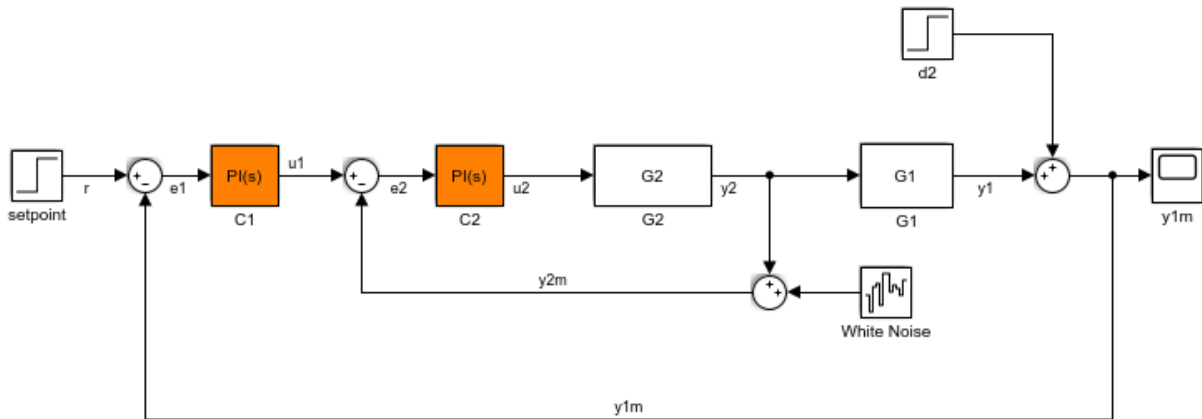 d2
setpoint
r
e1
PI(s)
C1
u1
e2
PI(s)
C2
u2
G2
G2
y2
G1
G1
y1
y1m
y2m
White Noise
y1m